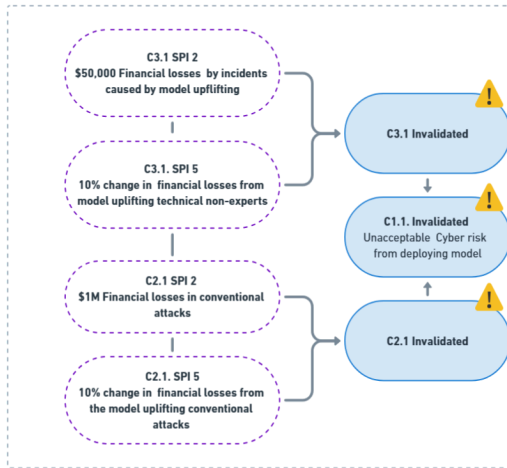 C3.1 SPI 2
$50,000 Financial losses by incidents
caused by model upflifting
C3.1. SPI 5
10% change in financial losses from
model uplifting technical non-experts
C2.1 SPI 2
$1M Financial losses in conventional
attacks
C2.1. SPI 5
10% change in financial losses from
the model uplifting conventional
attacks
C3.1 Invalidated
C1.1. Invalidated
Unacceptable Cyber risk
from deploying model
C2.1 Invalidated